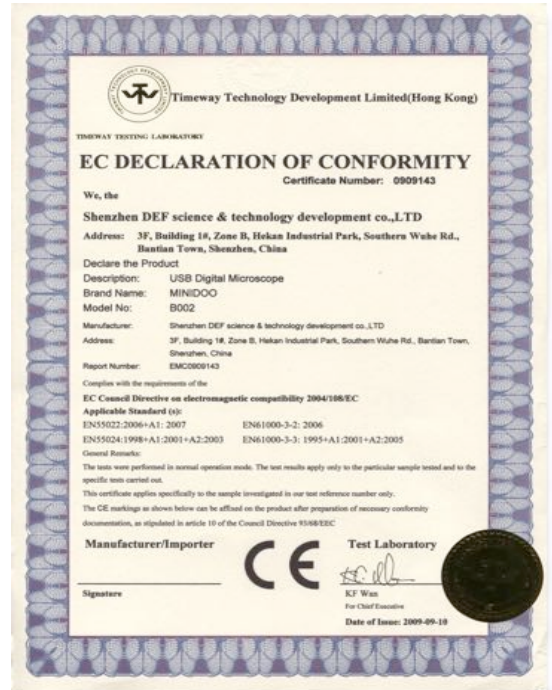 Timeway Technology Development Limited(Hong Kong)
TIMEWAY TESTING LABORATORY
EC DECLARATION OF CONFORMITY
Certificate Number: 0909143
We, the
Shenzhen DEF science & technology development co.,LTD
Address: 3F, Building 1#, Zone B, Hekan Industrial Park, Southern Wuhe Rd.,
Bantian Town, Shenzhen, China
Declare the Product
Description: USB Digital Microscope
Brand Name: MINIDOO
Model No: B002
Manufacturer: Shenzhen DEF science & technology development co.,LTD
Address: 3F, Building 1#, Zone B, Hekan Industrial Park, Southern Wuhe Rd., Bantian Town,
Shenzhen, China
Report Number: EMC0909143
Complies with the requirements of the
EC Council Directive on electromagnetic compatibility 2004/108/EC
Applicable Standard (s):
EN55022:2006+A1: 2007 EN61000-3-2: 2006
EN55024:1998+A1:2001+A2:2003 EN61000-3-3: 1995+A1:2001+A2:2005
General Remarks:
The tests were performed in normal operation mode. The test results apply only to the particular sample tested and to the
specific tests carried out.
This certificate applies specifically to the sample investigated in our test reference number only.
The CE markings as shown below can be affixed on the product after preparation of necessary conformity
documentation, as stipulated in article 10 of the Council Directive 93/68/EEC
Manufacturer/Importer
CE
Test Laboratory
Signature
KF Wan
For Chief Executive
Date of Issue: 2009-09-10